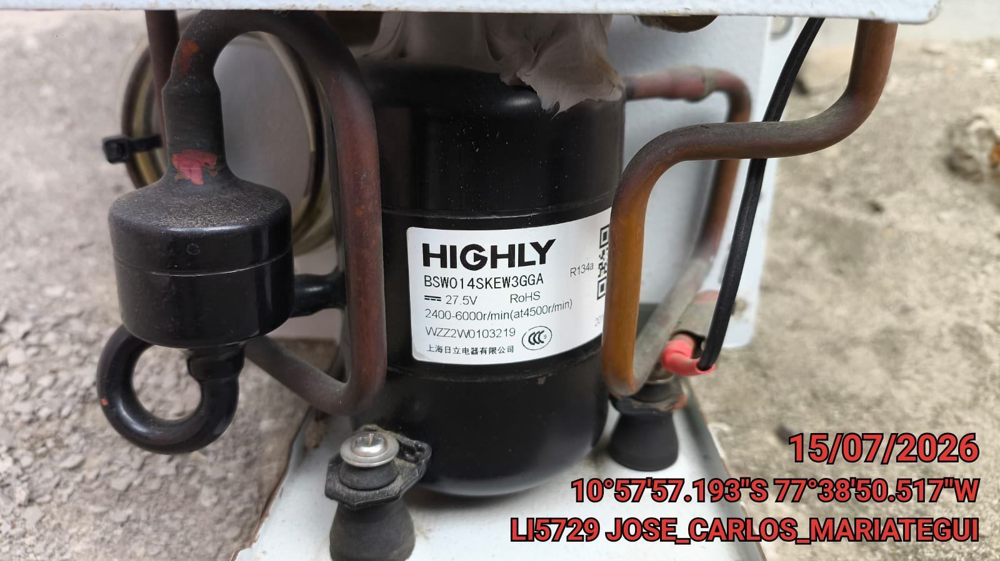 HIGHLY
BSW014SKEW3GGA
R134a
27.5V RoHS
2400-6000r/min(at4500r/min)
WZZ2W0103219
CCC S
上海日立电器有限公司
15/07/2026
10°57'57.193"S 77°38'50.517"W
LI5729 JOSE_CARLOS_MARIATEGUI